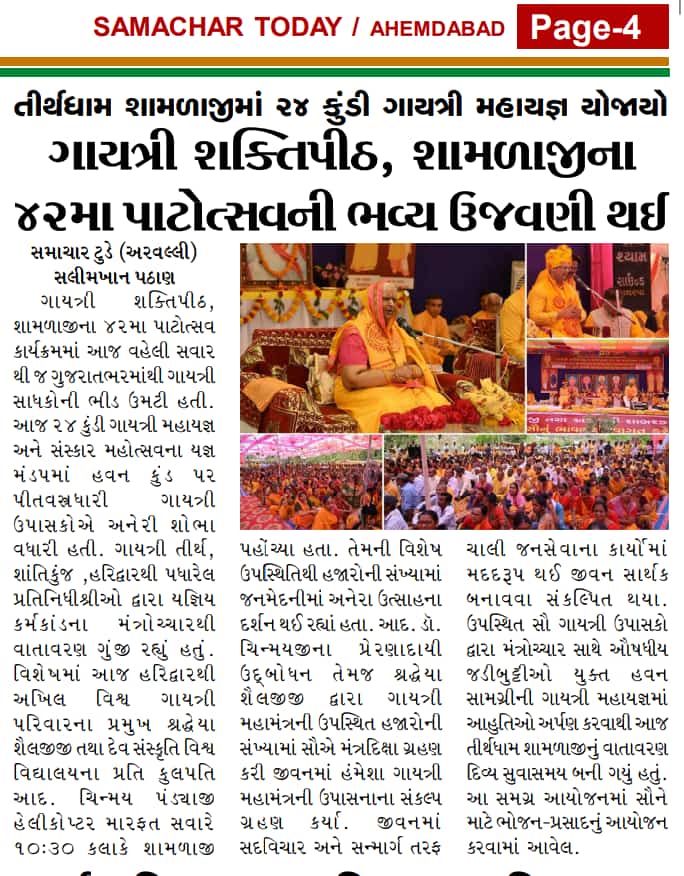 SAMACHAR TODAY / AHEMDABAD Page-4
તીર્થધામ શામળાજીમાં ૨૪ કુંડી ગાયત્રી મહાયજ્ઞ યોજાયો
ગાયત્રી શક્તિપીઠ, શામળાજીના
૪૨મા પાટોત્સવની ભવ્ય ઉજવણી થઈ
સમાચાર ટુડે (અરવલ્લી)
સલીમખાન પઠાણ
ગાયત્રી શક્તિપીઠ,
શામળાજીના ૪૨મા પાટોત્સવ
કાર્યક્રમમાં આજ વહેલી સવાર
થી જ ગુજરાતભરમાંથી ગાયત્રી
સાધકોની ભીડ ઉમટી હતી.
આજ ૨૪ કુંડી ગાયત્રી મહાયજ્ઞ
અને સંસ્કાર મહોત્સવના યજ્ઞ
મંડપમાં હવન કુંડ પર
પીતવસ્ત્રધારી ગાયત્રી
ઉપાસકોએ અનેરી શોભા
વધારી હતી. ગાયત્રી તીર્થ,
શાંતિકુંજ ,હરિદ્વારથી પધારેલ
પ્રતિનિધીશ્રીઓ દ્વારા યજ્ઞિય
કર્મકાંડના મંત્રોચ્ચારથી
વાતાવરણ ગુંજી રહ્યું હતું.
વિશેષમાં આજ હરિદ્વારથી
અખિલ વિશ્વ ગાયત્રી
પરિવારના પ્રમુખ શ્રદ્ધેયા
શૈલજીજી તથા દેવ સંસ્કૃતિ વિશ્વ
વિદ્યાલયના પ્રતિ કુલપતિ
આદ. ચિન્મય પંડ્યાજી
હેલીકોપ્ટર મારફત સવારે
૧૦:૩૦ કલાકે શામળાજી
પહોંચ્યા હતા. તેમની વિશેષ
ઉપસ્થિતિથી હજારોની સંખ્યામાં
જનમેદનીમાં અનેરા ઉત્સાહના
દર્શન થઈ રહ્યાં હતા. આદ. ડૉ.
ચિન્મયજીના પ્રેરણાદાયી
ઉદ્બોધન તેમજ શ્રદ્ધેયા
શૈલજીજી દ્વારા ગાયત્રી
મહામંત્રની ઉપસ્થિત હજારોની
સંખ્યામાં સૌએ મંત્રદિક્ષા ગ્રહણ
કરી જીવનમાં હંમેશા ગાયત્રી
મહામંત્રની ઉપાસનાના સંકલ્પ
ગ્રહણ કર્યા. જીવનમાં
સદવિચાર અને સન્માર્ગ તરફ
ચાલી જનસેવાના કાર્યોમાં
મદદરૂપ થઈ જીવન સાર્થક
બનાવવા સંકલ્પિત થયા.
ઉપસ્થિત સૌ ગાયત્રી ઉપાસકો
દ્વારા મંત્રોચ્ચાર સાથે ઔષધીય
જડીબુટ્ટીઓ યુક્ત હવન
સામગ્રીની ગાયત્રી મહાયજ્ઞમાં
આહુતિઓ અર્પણ કરવાથી આજ
તીર્થધામ શામળાજીનું વાતાવરણ
દિવ્ય સુવાસમય બની ગયું હતું.
આ સમગ્ર આયોજનમાં સૌને
માટે ભોજન-પ્રસાદનું આયોજન
કરવામાં આવેલ.